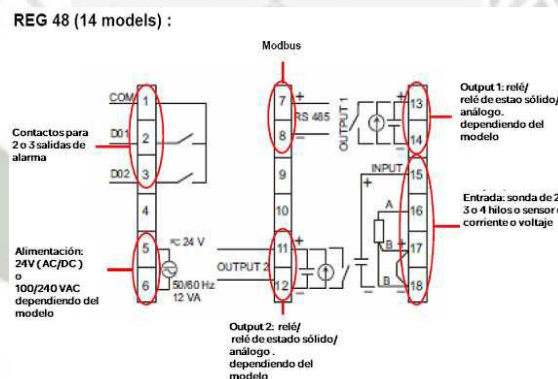 REG 48 (14 models) :
Modbus
COM
1
D01
2
D02
3
4
5
6
Contactos para
2 o 3 salidas de
alarma
Alimentación:
24V ( AC/DC )
o
100/240 VAC
dependiendo del
modelo
24 V
50/60 Hz
12 VA
7
8
9
10
11
12
+
RS 485
−
OUTPUT 2
+
−
Output 2: relé/
relé de estado sólido/
análogo .
dependiendo del
modelo
OUTPUT 1
+
−
13
14
15
16
17
18
INPUT
+
A
B
+
B
−
−
Output 1: relé/
relé de estao sólido/
análogo.
dependiendo del
modelo
Entrada: sonda de 2
3 o 4 hilos o sensor
corriente o voltaje